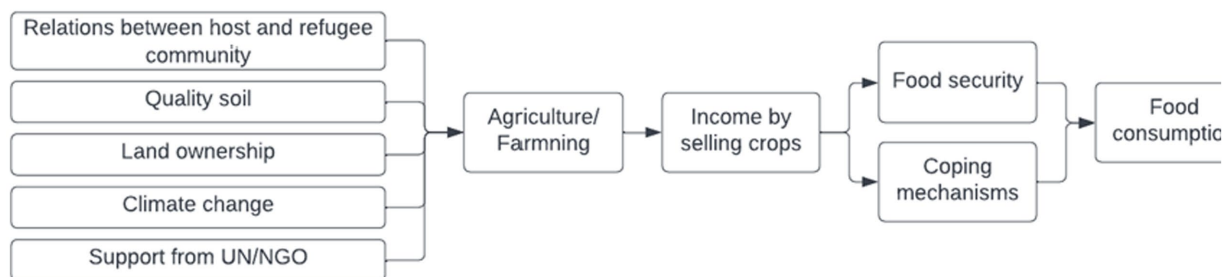 Relations between host and refugee
community
Quality soil
Land ownership
Climate change
Support from UN/NGO
Agriculture/
Farmning
Income by
selling crops
Food security
Coping
mechanisms
Food